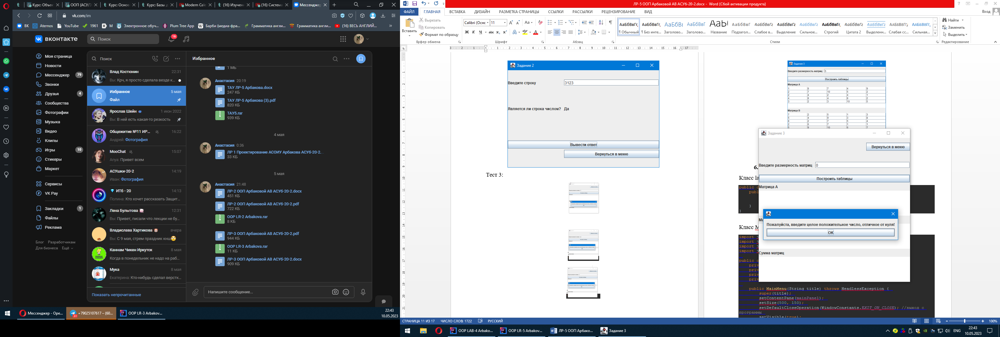 Курс: Объек
ООП (АСУ/Э
Курс: Осно
Курс: Базы д
Modern Cale
(16) Изучен
(16) Система
Мессенджер
vk.com/im
ВК
Aternos
YouTube
1961
M
Электронное обуч...
Plum Tree App
Барби (медиа-фра...
Грамматика англи...
Грамматика англи...
(16) ВЕСЬ АНГЛИЙ...
ВКОНТАКТЕ
Поиск
16
Моя страница
Новости
Мессенджер 79
Звонки
Друзья 4
Сообщества
Фотографии
Музыка
Видео
Клипы
Игры 10
Стикеры
Маркет
Сервисы
VK Pay
Закладки 1
Файлы
Реклама
Блог Разработчикам
Для бизнеса Ещё
Поиск
Влад Костюнин 22:31
Вы: Крч, я просто сделала везде к...
Избранное 5 мая
Файл
Ярослав Шейн 1 июн 2022
Вы: В ней есть какая-то резкость
Общежитие №11 ИР... 16:22
Андрей: Фотография
MooChat 15:07
Anya: Привет всем
АСУшки-20-2 14:19
Иван: Фотография
ИТб - 20 14:13
Полина: Кто хочет рассказать Защит...
Лена Булытова 12:31
Вы: Привет, писали что лекции не бу...
Владислава Хартикова вчера
Вы: С 9 мая, стрем праздник кнш
Каннам Чикен Иркутск 8 мая
Когда в понедельник не надо на раб...
Мука 8 мая
Екатерина: Кто-нибудь сделал верстк...
Показать непрочитанные
Избранное
1 МБ
Анастасия 20:19
ТАУ ЛР-5 Арбакова.docx
247 КБ
ТАУ ЛР-5 Арбакова (3).pdf
820 КБ
ТАУ5.rar
939 КБ
4 мая
Анастасия 0:36
ЛР 1 Проектирование АСОИУ Арбакова АСУб-20-2...
33 КБ
5 мая
Анастасия 21:48
ЛР-2 ООП Арбаковой АВ АСУб-20-2.docx
451 КБ
ЛР-2 ООП Арбаковой АВ АСУб-20-2.pdf
722 КБ
OOP LR-2 Arbakova.rar
8 КБ
ЛР-3 ООП Арбаковой АВ АСУб-20-2.pdf
944 КБ
OOP LR-3 Arbakova.rar
11 КБ
ЛР-3 ООП Арбаковой АВ АСУб-20-2.docx
909 КБ
Напишите сообщение...
Мессенджер - Оре...
+79025107617 – (60...
OOP LR-3 Arbakov...
22:43
10.05.2023
ЛР-5 ООП Арбаковой АВ АСУб-20-2.docx - Word (Сбой активации продукта)
ФАЙЛ ГЛАВНАЯ ВСТАВКА ДИЗАЙН РАЗМЕТКА СТРАНИЦЫ ССЫЛКИ РАССЫЛКИ РЕЦЕНЗИРОВАНИЕ ВИД
Вход
Вставить
Вырезать
Копировать
Формат по образцу
Буфер обмена
Calibri (Оснс 11
Шрифт
Абзац
¶ Обычный ¶ Без инте... Заголово... Заголово... Название Подзагол... Слабое в... Выделение Сильное... Строгий Цитата 2 Выделенн... Слабая сс... Сильная...
Стили
Найти
Заменить
Выделить
Редактирование
Задание 2
Введите строку 3123
Является ли строка числом? Да
Вывести ответ
Вернуться в меню
Тест 3:
Задание 3
Введите размерность матриц 5
Построить таблицы
Матрица A
1 8 7 4 9
2 7 10 5 2
2 4 2 4 1
4 8 4 8 2
3 2 3 10 5
Матрица B
7 2 5 1 3
5 4 9 3 8
8 2 7 5 4
2 6 7 1 1
5 9 10 6 7
6.
Класс la
public c
publ
}
}
Класс M
import j
import j
import j
import j
public c
priv
priv
priv
priv
public MainMenu(String title) throws HeadlessException {
super(title);
setContentPane(mainPanel);
setSize(500, 150);
setDefaultCloseOperation(WindowConstants.EXIT_ON_CLOSE); //выход с
программы
setVisible(true);
Задание 3
Вернуться в меню
Введите размерность матриц 0
Построить таблицы
Матрица A
Ма
Пожалуйста, введите целое положительное число, отличное от нуля!
OK
Сумма матриц
СТРАНИЦА 11 ИЗ 17 ЧИСЛО СЛОВ: 1722 РУССКИЙ
100%
OOP LAB-4 Arbako...
OOP LR-5 Arbakov...
ЛР-5 ООП Арбако...
Задание 3
ENG
22:43
10.05.2023